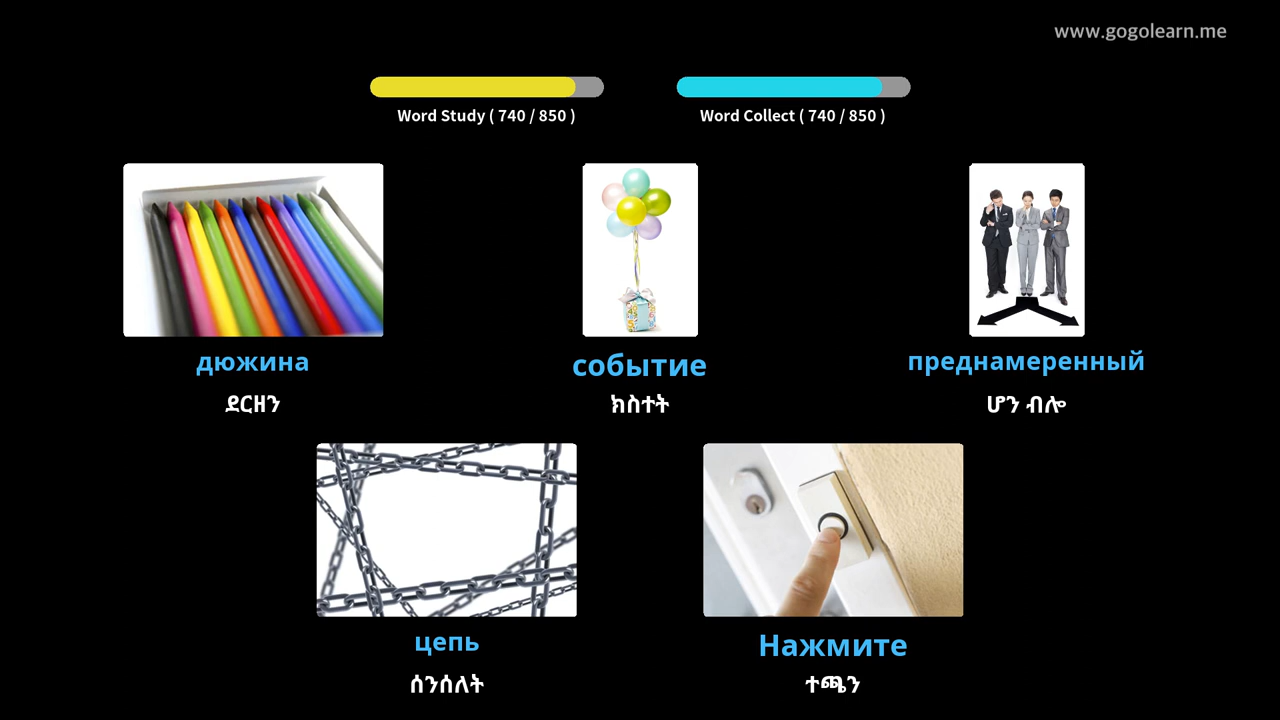 www.gogolearn.me
Word Study ( 740 / 850 )
Word Collect ( 740 / 850 )
дюжина
событие
преднамеренный
ደርዘን
ክስተት
ሆን ብሎ
цепь
Нажмите
ሰንሰለት
ተጫን